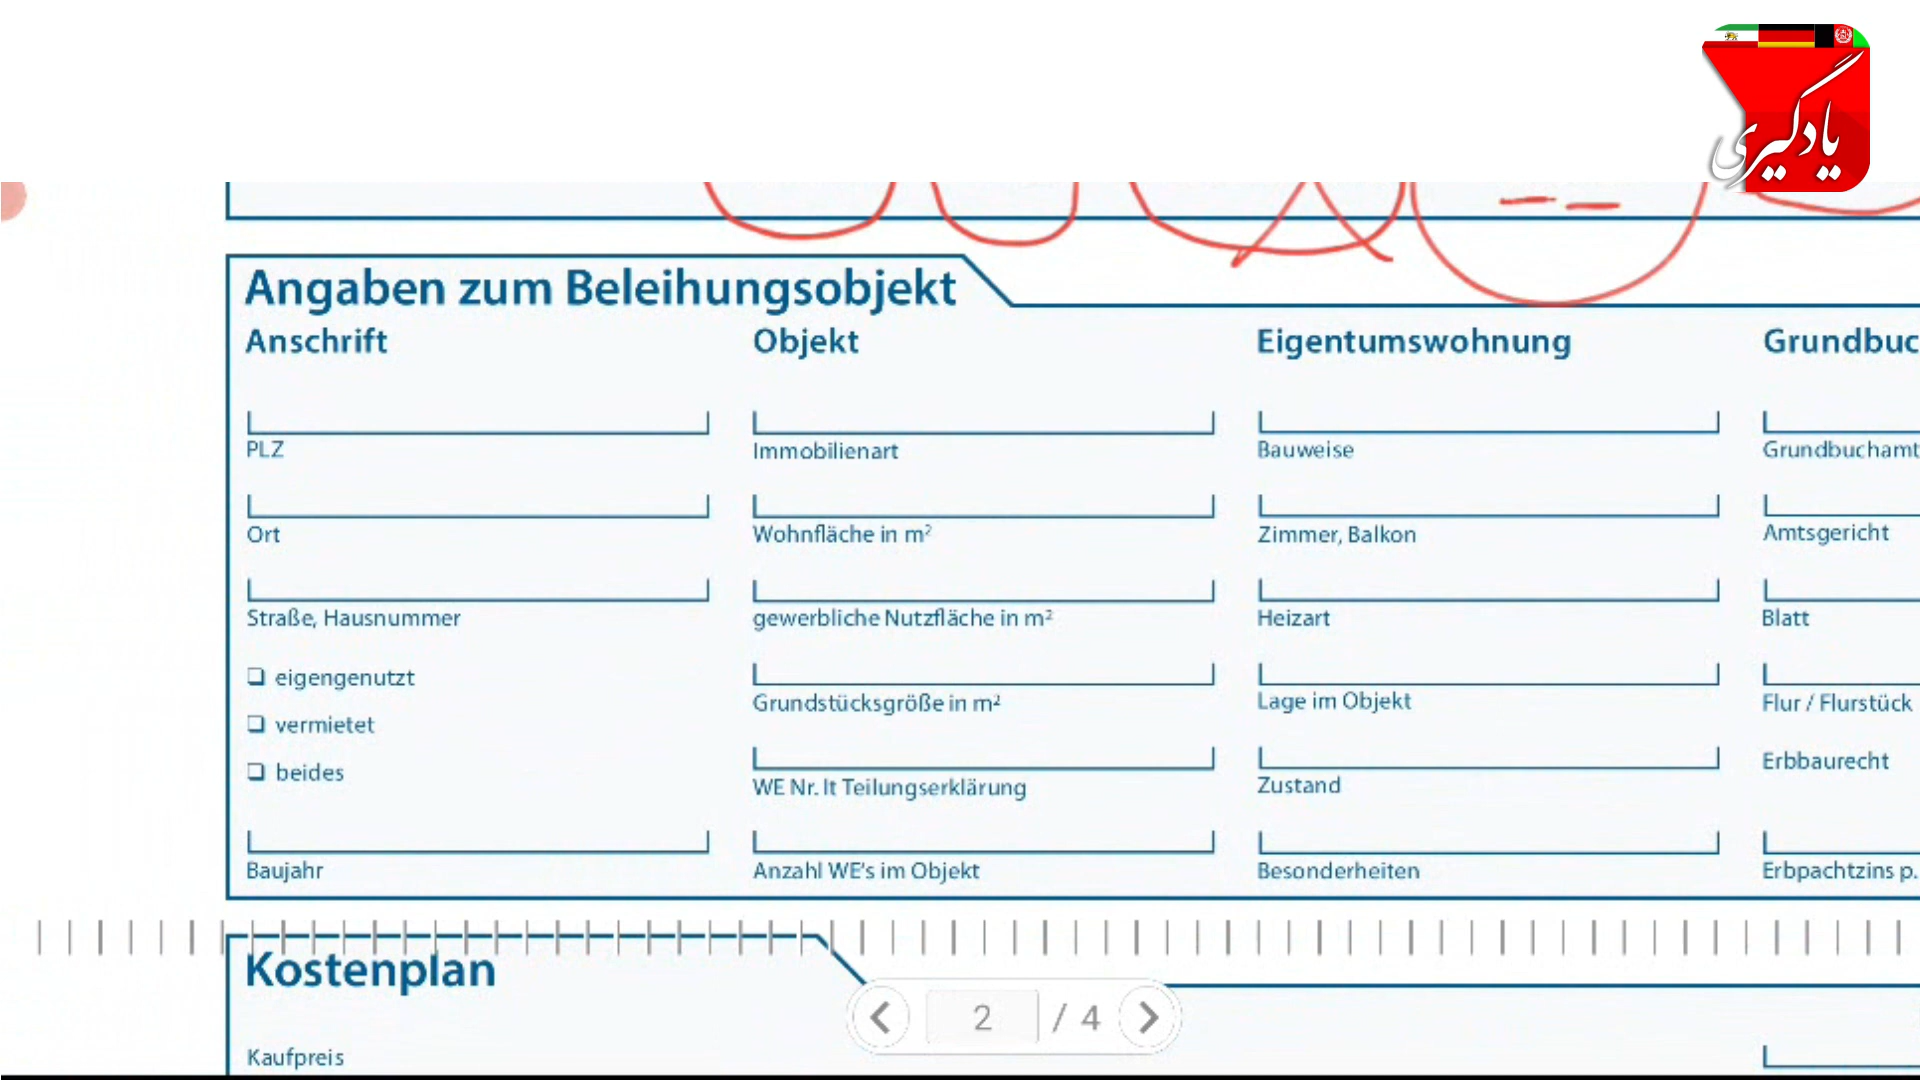 یادگیری
Angaben zum Beleihungsobjekt
Anschrift
PLZ
Ort
Straße, Hausnummer
❏ eigengenutzt
❏ vermietet
❏ beides
Baujahr
Objekt
Immobilienart
Wohnfläche in m²
gewerbliche Nutzfläche in m²
Grundstücksgröße in m²
WE Nr. lt Teilungserklärung
Anzahl WE's im Objekt
Eigentumswohnung
Bauweise
Zimmer, Balkon
Heizart
Lage im Objekt
Zustand
Besonderheiten
Grundbuc
Grundbuchamt
Amtsgericht
Blatt
Flur / Flurstück
Erbbaurecht
Erbpachtzins p.
Kostenplan
Kaufpreis
2 / 4